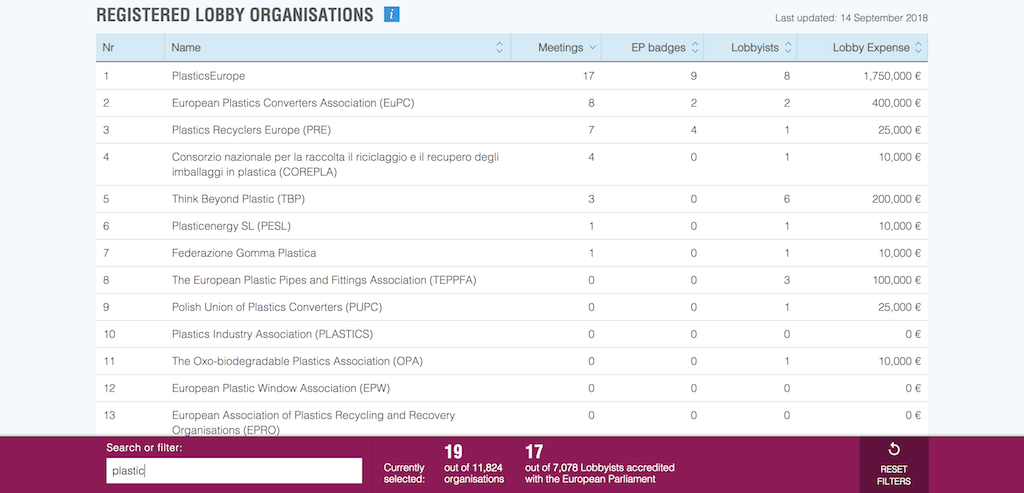 REGISTERED LOBBY ORGANISATIONS i
Last updated: 14 September 2018
Nr Name Meetings EP badges Lobbyists Lobby Expense
1 PlasticsEurope 17 9 8 1,750,000 €
2 European Plastics Converters Association (EuPC) 8 2 2 400,000 €
3 Plastics Recyclers Europe (PRE) 7 4 1 25,000 €
4 Consorzio nazionale per la raccolta il riciclaggio e il recupero degli 4 0 1 10,000 €
imballaggi in plastica (COREPLA)
5 Think Beyond Plastic (TBP) 3 0 6 200,000 €
6 Plasticenergy SL (PESL) 1 0 1 10,000 €
7 Federazione Gomma Plastica 1 0 1 10,000 €
8 The European Plastic Pipes and Fittings Association (TEPPFA) 0 0 3 100,000 €
9 Polish Union of Plastics Converters (PUPC) 0 0 1 25,000 €
10 Plastics Industry Association (PLASTICS) 0 0 0 0 €
11 The Oxo-biodegradable Plastics Association (OPA) 0 0 1 10,000 €
12 European Plastic Window Association (EPW) 0 0 0 0 €
13 European Association of Plastics Recycling and Recovery 0 0 0 0 €
Organisations (EPRO)
Search or filter:
plastic
Currently
selected:
19
out of 11,824
organisations
17
out of 7,078 Lobbyists accredited
with the European Parliament
RESET
FILTERS